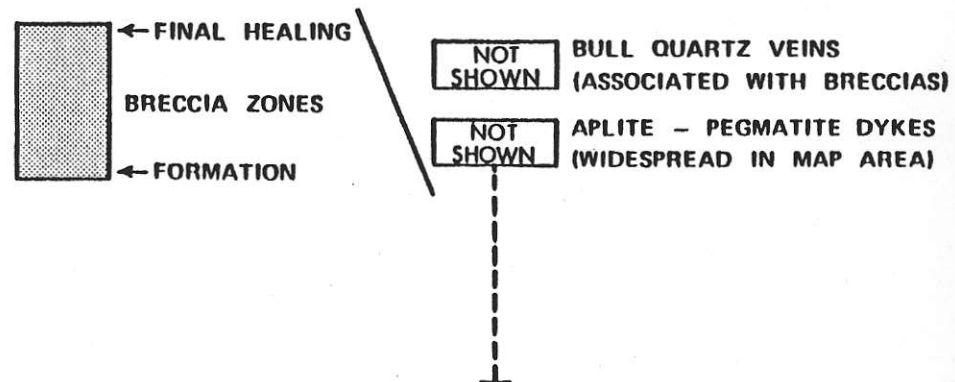 FINAL HEALING
BRECCIA ZONES
FORMATION
NOT
SHOWN
BULL QUARTZ VEINS
(ASSOCIATED WITH BRECCIAS)
NOT
SHOWN
APLITE – PEGMATITE DYKES
(WIDESPREAD IN MAP AREA)